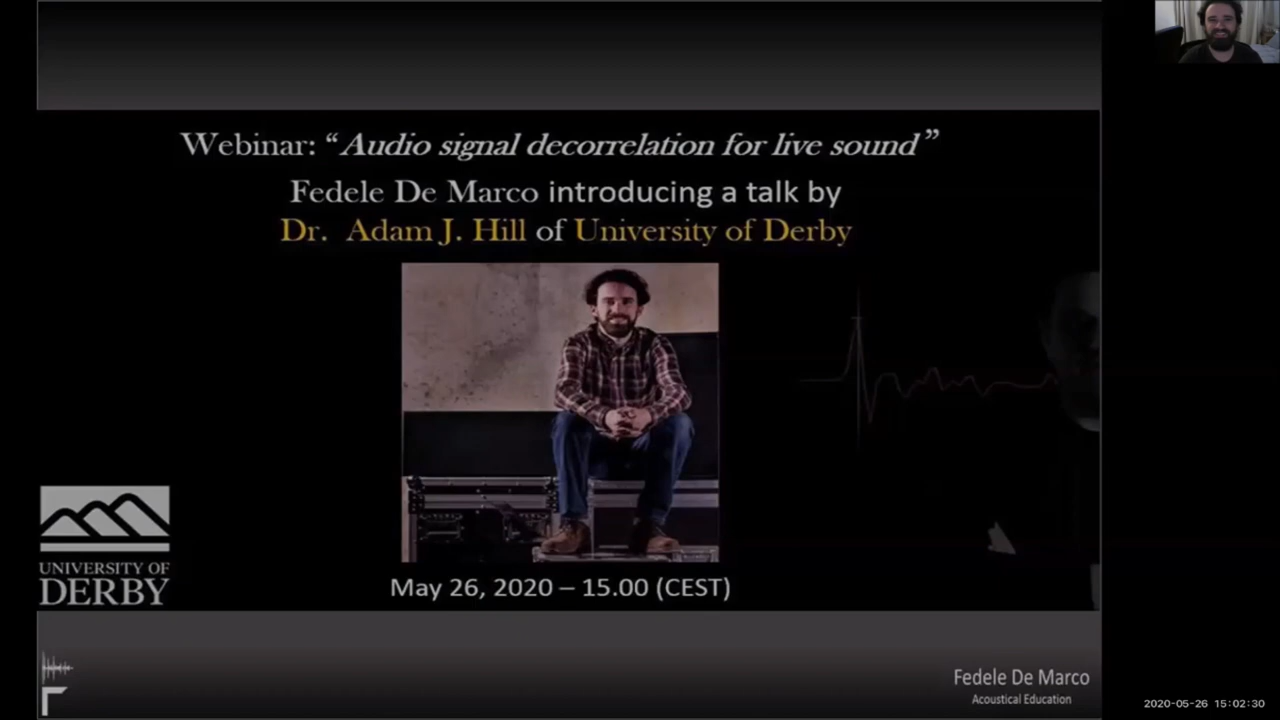 Webinar: “Audio signal decorrelation for live sound”
Fedele De Marco introducing a talk by
Dr. Adam J. Hill of University of Derby
UNIVERSITY OF
DERBY
May 26, 2020 – 15.00 (CEST)
Fedele De Marco
Acoustical Education
2020-05-26 15:02:30